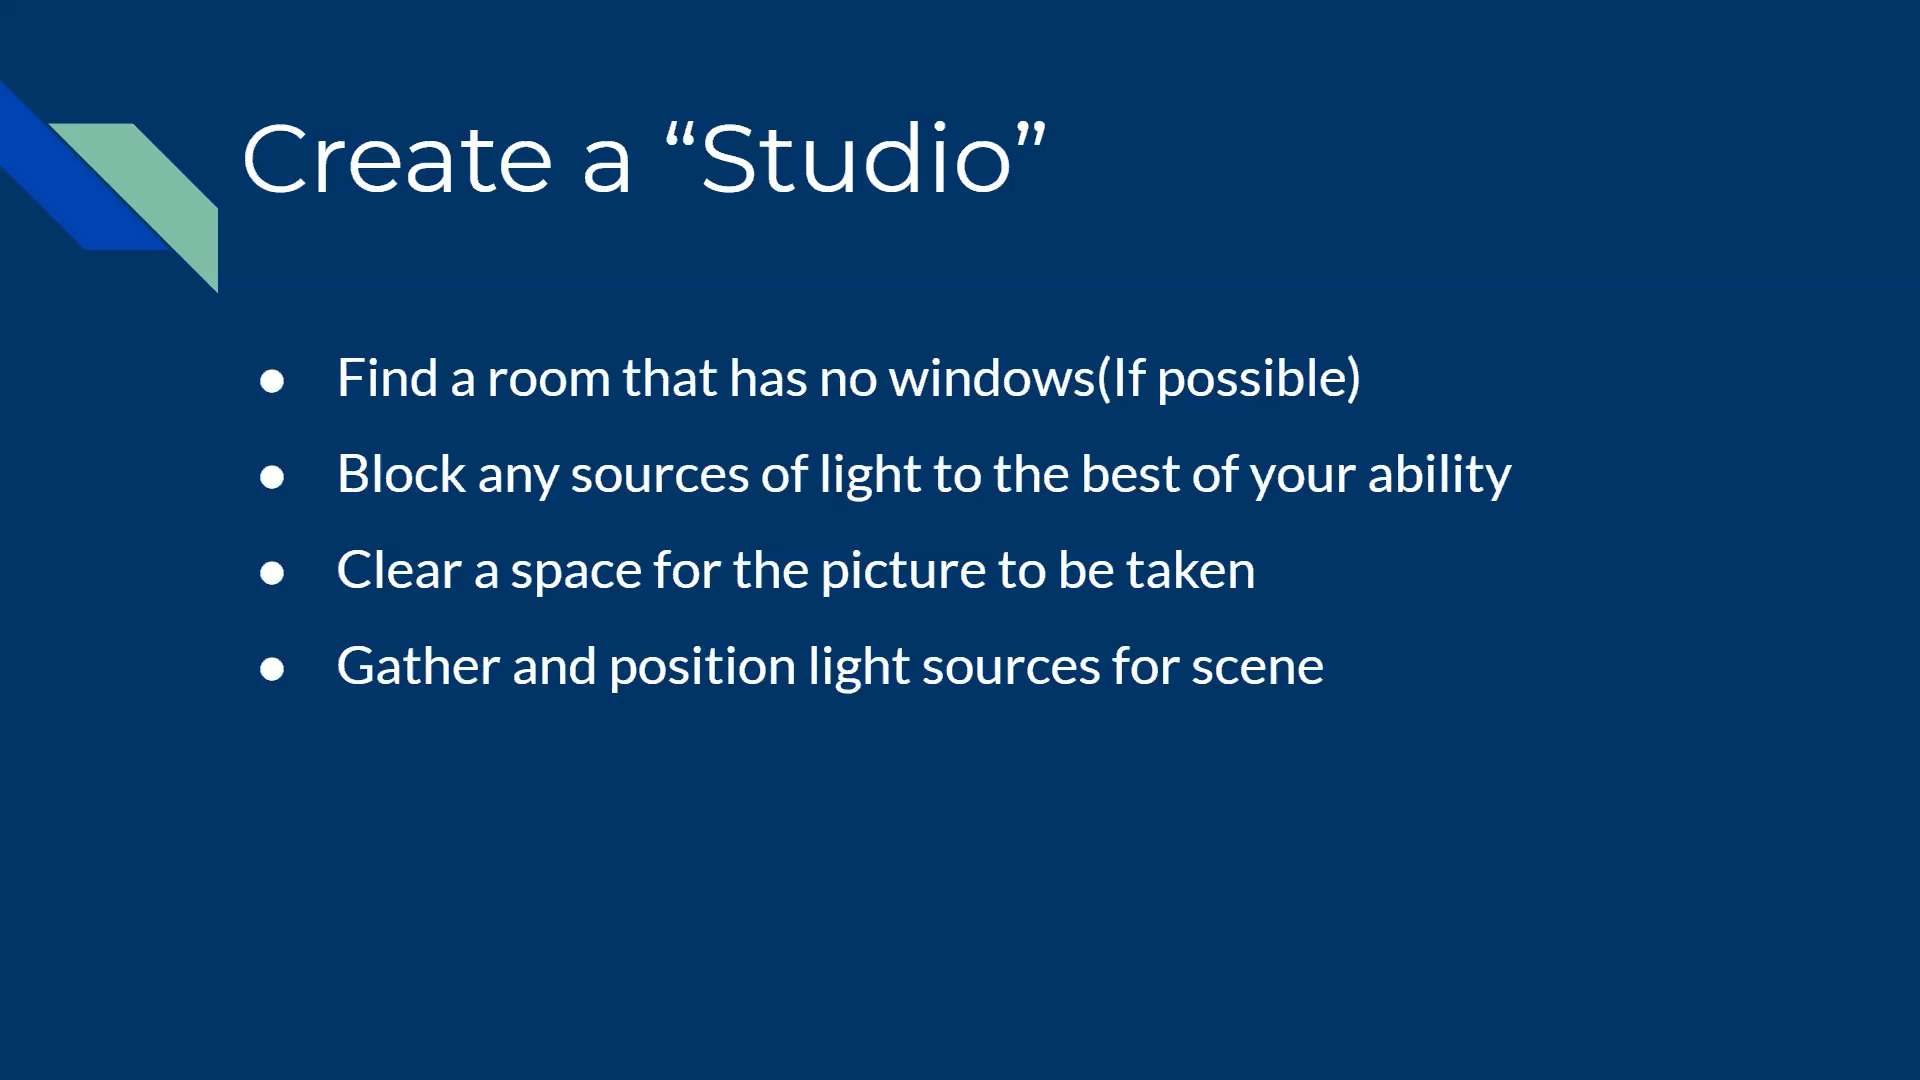 Create a “Studio”
● Find a room that has no windows(If possible)
● Block any sources of light to the best of your ability
● Clear a space for the picture to be taken
● Gather and position light sources for scene